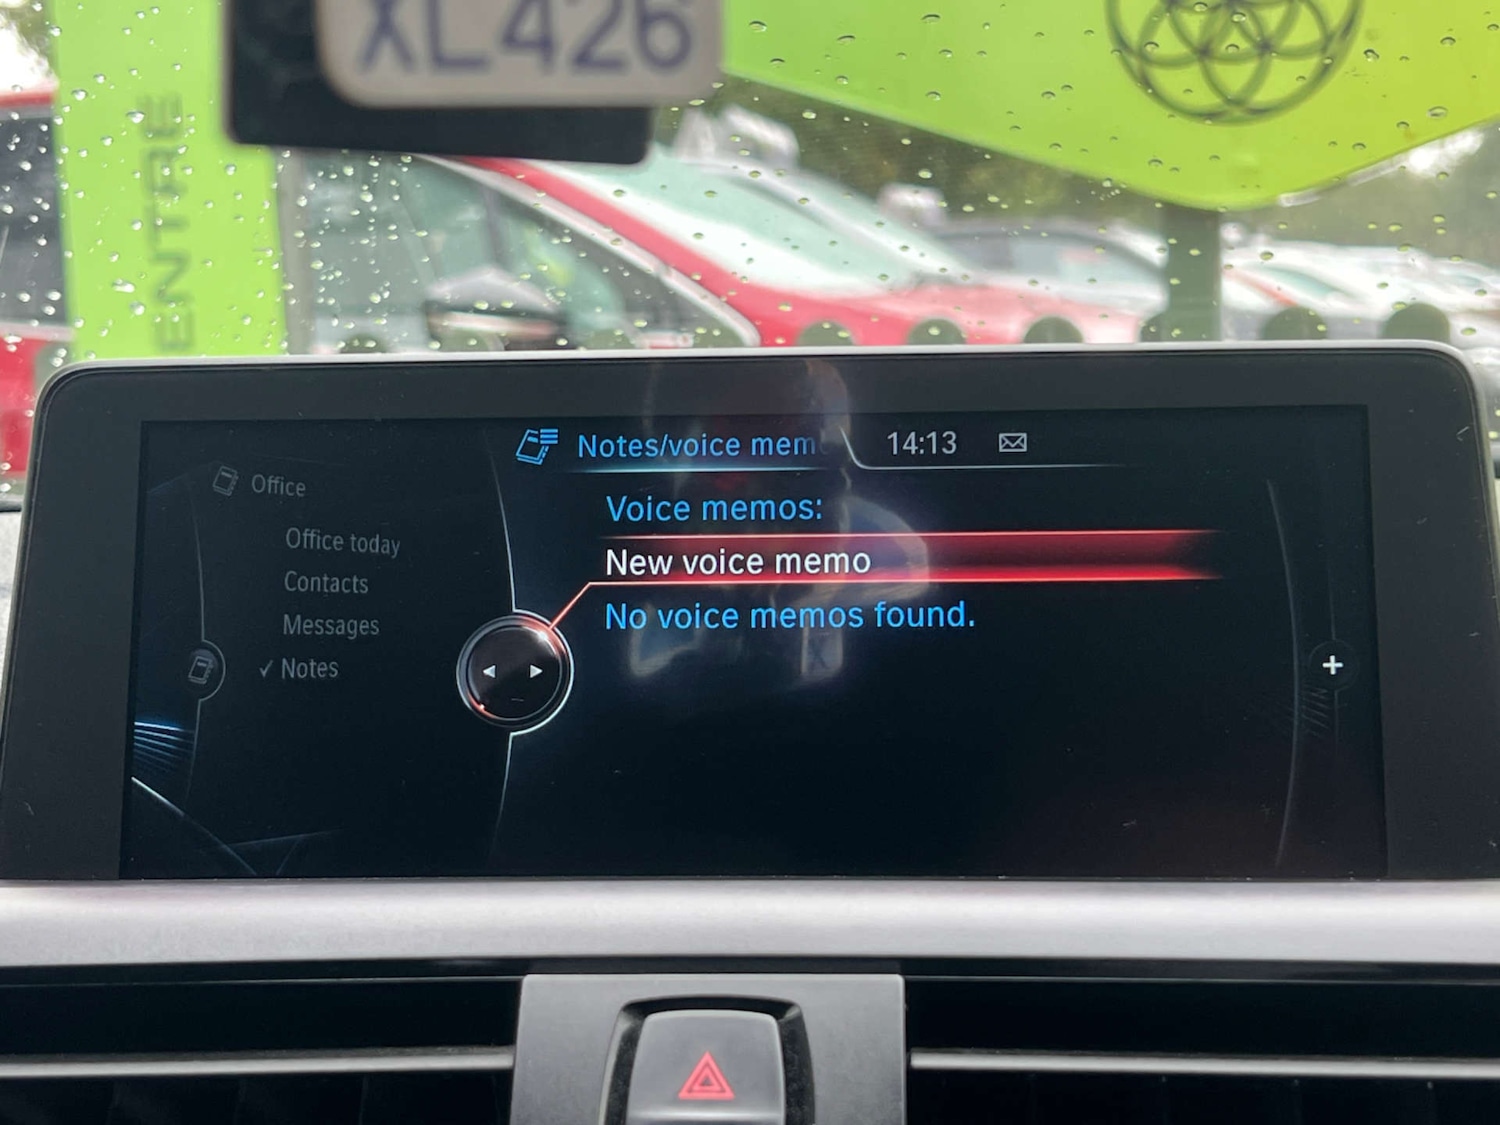 XL426
ENTRE
Notes/voice mem
14:13
Office
Office today
Contacts
Messages
✓ Notes
Voice memos:
New voice memo
No voice memos found.